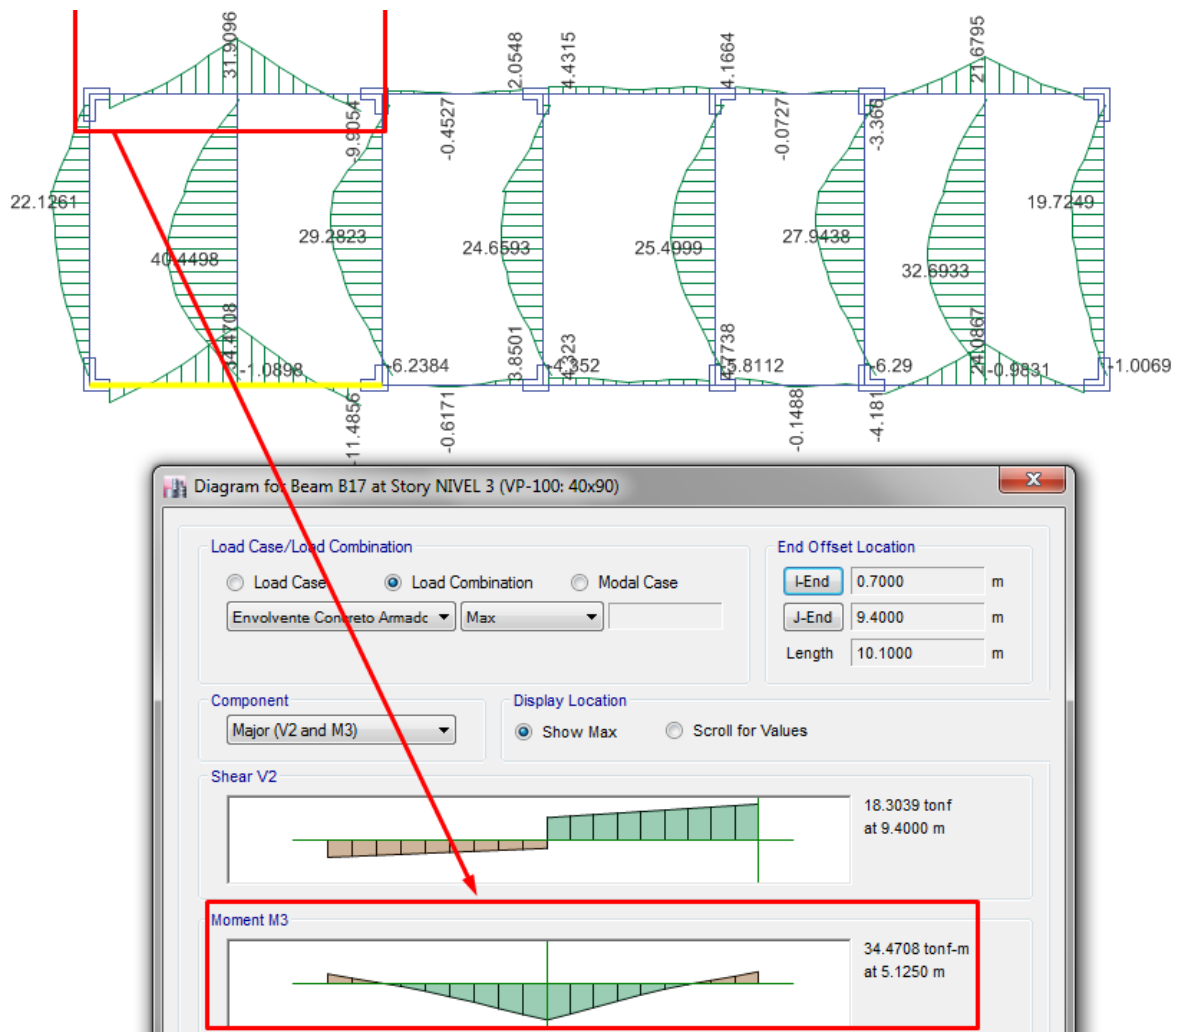 31.9096
2.0548
4.4315
4.1664
21.6795
-9.9054
-0.4527
-0.0727
-3.366
22.1261
40.4498
29.2823
24.6593
25.4999
27.9438
32.6933
19.7249
34.4708
-1.0898
-6.2384
3.8501
4.323
-4.352
4.7738
-5.8112
-6.29
24.0867
-0.9831
-1.0069
-11.4856
-0.6171
-0.1488
-4.181
Diagram for Beam B17 at Story NIVEL 3 (VP-100: 40x90)
Load Case/Load Combination
End Offset Location
Load Case
Load Combination
Modal Case
I-End
0.7000
m
Envolvente Concreto Armadc
Max
J-End
9.4000
m
Length
10.1000
m
Component
Display Location
Major (V2 and M3)
Show Max
Scroll for Values
Shear V2
18.3039 tonf
at 9.4000 m
Moment M3
34.4708 tonf-m
at 5.1250 m